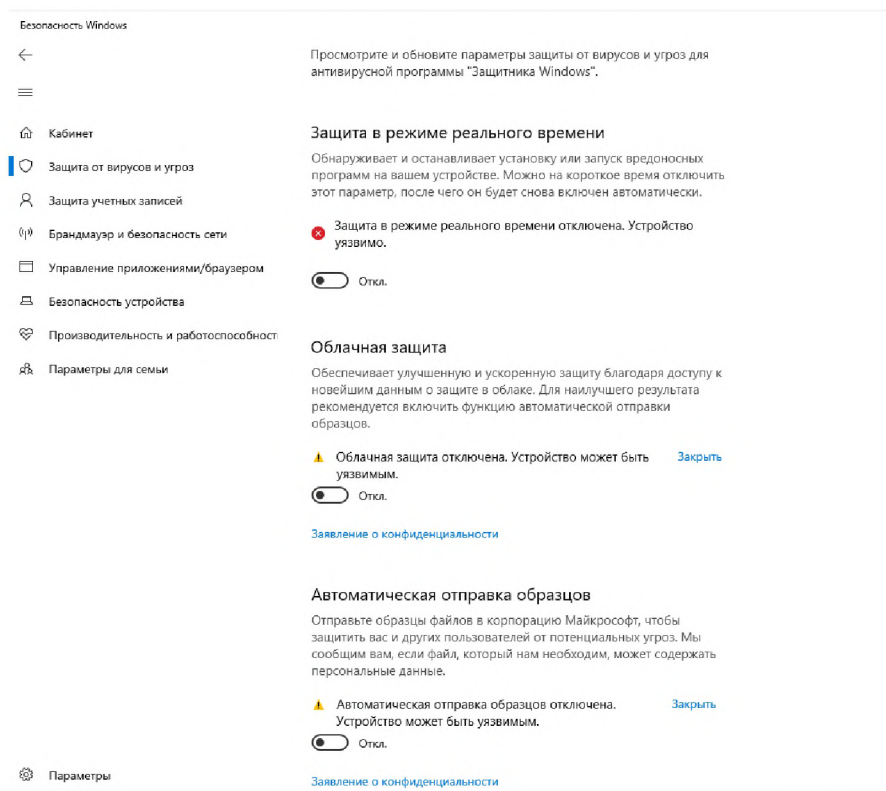 Безопасность Windows
Просмотрите и обновите параметры защиты от вирусов и угроз для
антивирусной программы "Защитника Windows".
Кабинет
Защита от вирусов и угроз
Защита учетных записей
Брандмауэр и безопасность сети
Управление приложениями/браузером
Безопасность устройства
Производительность и работоспособност
Параметры для семьи
Параметры
Защита в режиме реального времени
Обнаруживает и останавливает установку или запуск вредоносных
программ на вашем устройстве. Можно на короткое время отключить
этот параметр, после чего он будет снова включен автоматически.
Защита в режиме реального времени отключена. Устройство
уязвимо.
Откл.
Облачная защита
Обеспечивает улучшенную и ускоренную защиту благодаря доступу к
новейшим данным о защите в облаке. Для наилучшего результата
рекомендуется включить функцию автоматической отправки
образцов.
Облачная защита отключена. Устройство может быть Закрыть
уязвимым.
Откл.
Заявление о конфиденциальности
Автоматическая отправка образцов
Отправьте образцы файлов в корпорацию Майкрософт, чтобы
защитить вас и других пользователей от потенциальных угроз. Мы
сообщим вам, если файл, который нам необходим, может содержать
персональные данные.
Автоматическая отправка образцов отключена. Закрыть
Устройство может быть уязвимым.
Откл.
Заявление о конфиденциальности